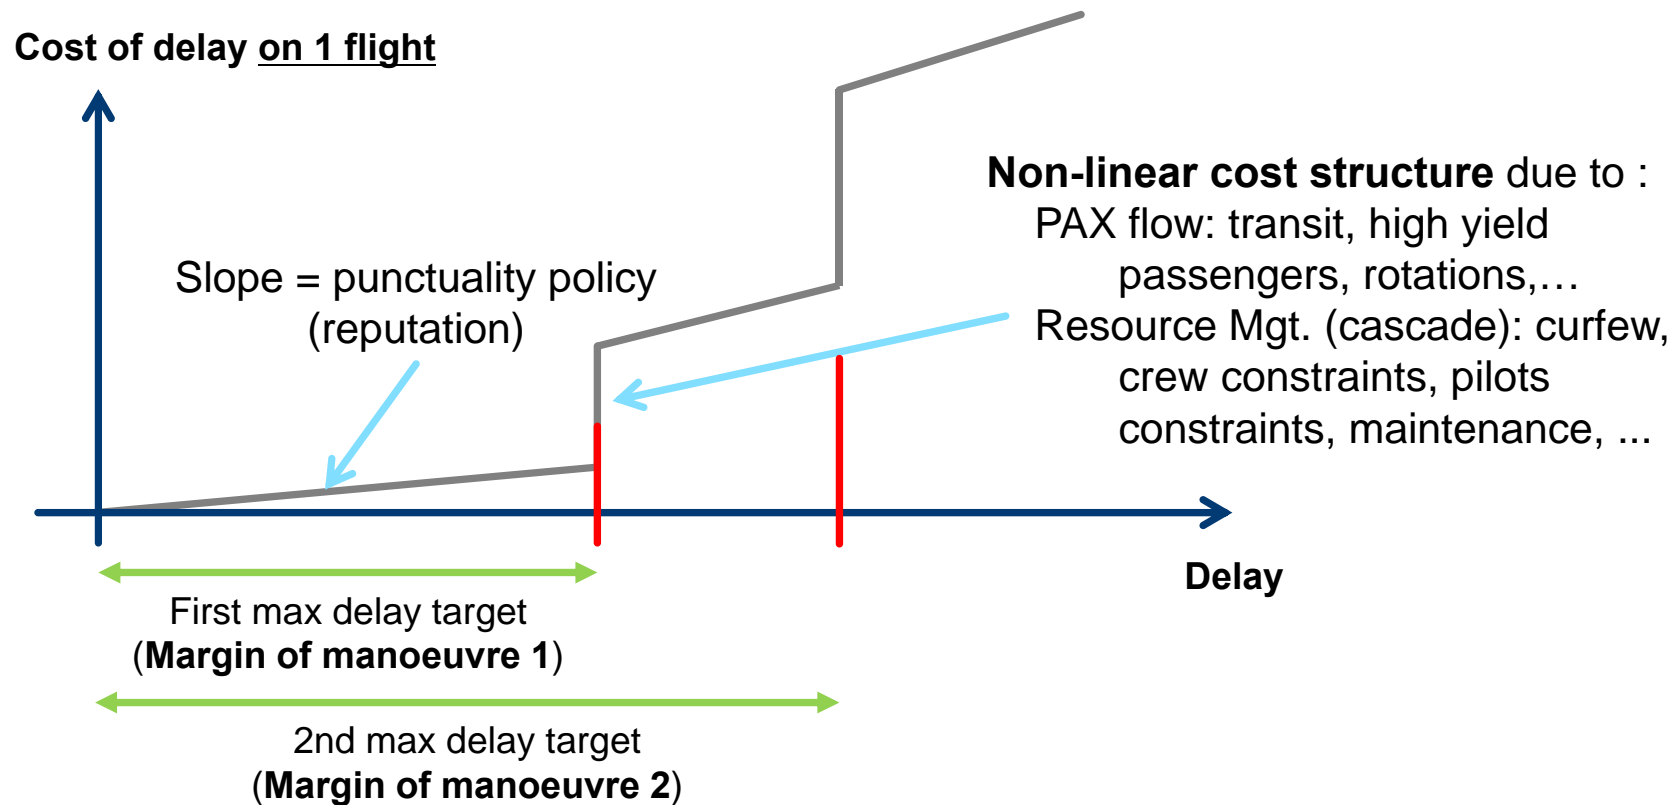 Cost of delay on 1 flight
Non-linear cost structure due to :
PAX flow: transit, high yield
passengers, rotations,…
Resource Mgt. (cascade): curfew,
crew constraints, pilots
constraints, maintenance, ...
Slope = punctuality policy
(reputation)
Delay
First max delay target
(Margin of manoeuvre 1)
2nd max delay target
(Margin of manoeuvre 2)